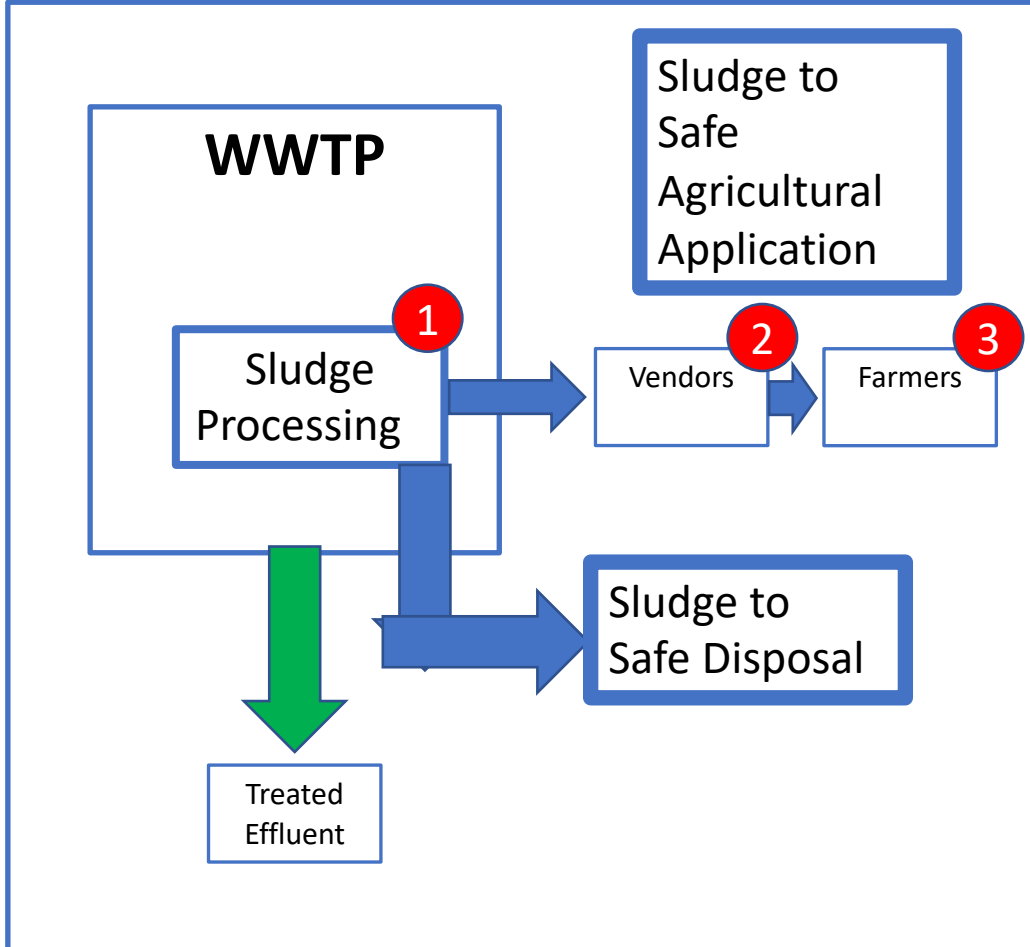 WWTP
Sludge to
Safe
Agricultural
Application
1
Sludge
Processing
2
Vendors
3
Farmers
Sludge to
Safe Disposal
Treated
Effluent